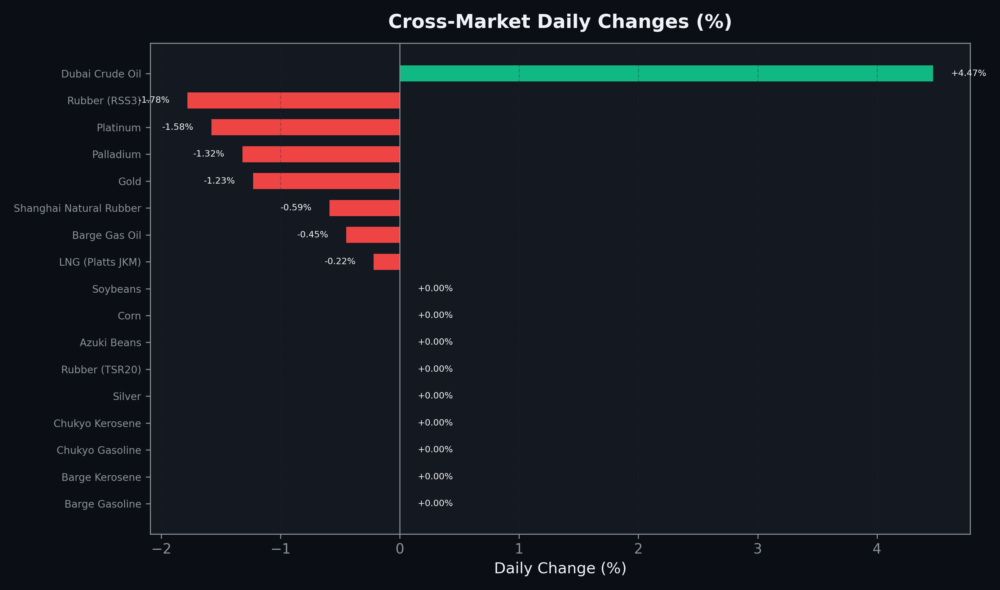 Cross-Market Daily Changes (%)
Dubai Crude Oil +4.47%
Rubber (RSS3) -1.78%
Platinum -1.58%
Palladium -1.32%
Gold -1.23%
Shanghai Natural Rubber -0.59%
Barge Gas Oil -0.45%
LNG (Platts JKM) -0.22%
Soybeans +0.00%
Corn +0.00%
Azuki Beans +0.00%
Rubber (TSR20) +0.00%
Silver +0.00%
Chukyo Kerosene +0.00%
Chukyo Gasoline +0.00%
Barge Kerosene +0.00%
Barge Gasoline +0.00%
−2 −1 0 1 2 3 4
Daily Change (%)